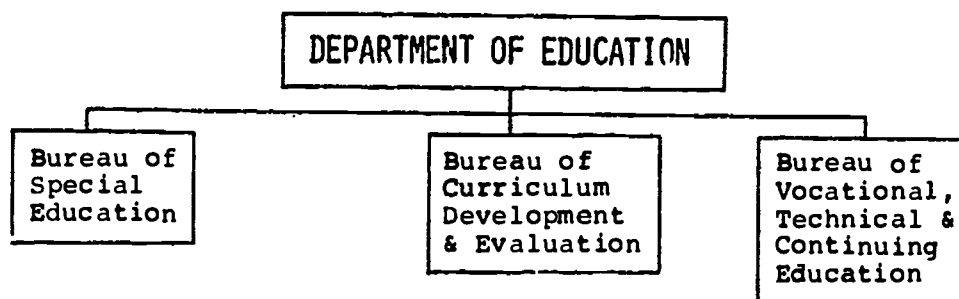 DEPARTMENT OF EDUCATION
Bureau of
Special
Education
Bureau of
Curriculum
Development
& Evaluation
Bureau of
Vocational,
Technical &
Continuing
Education